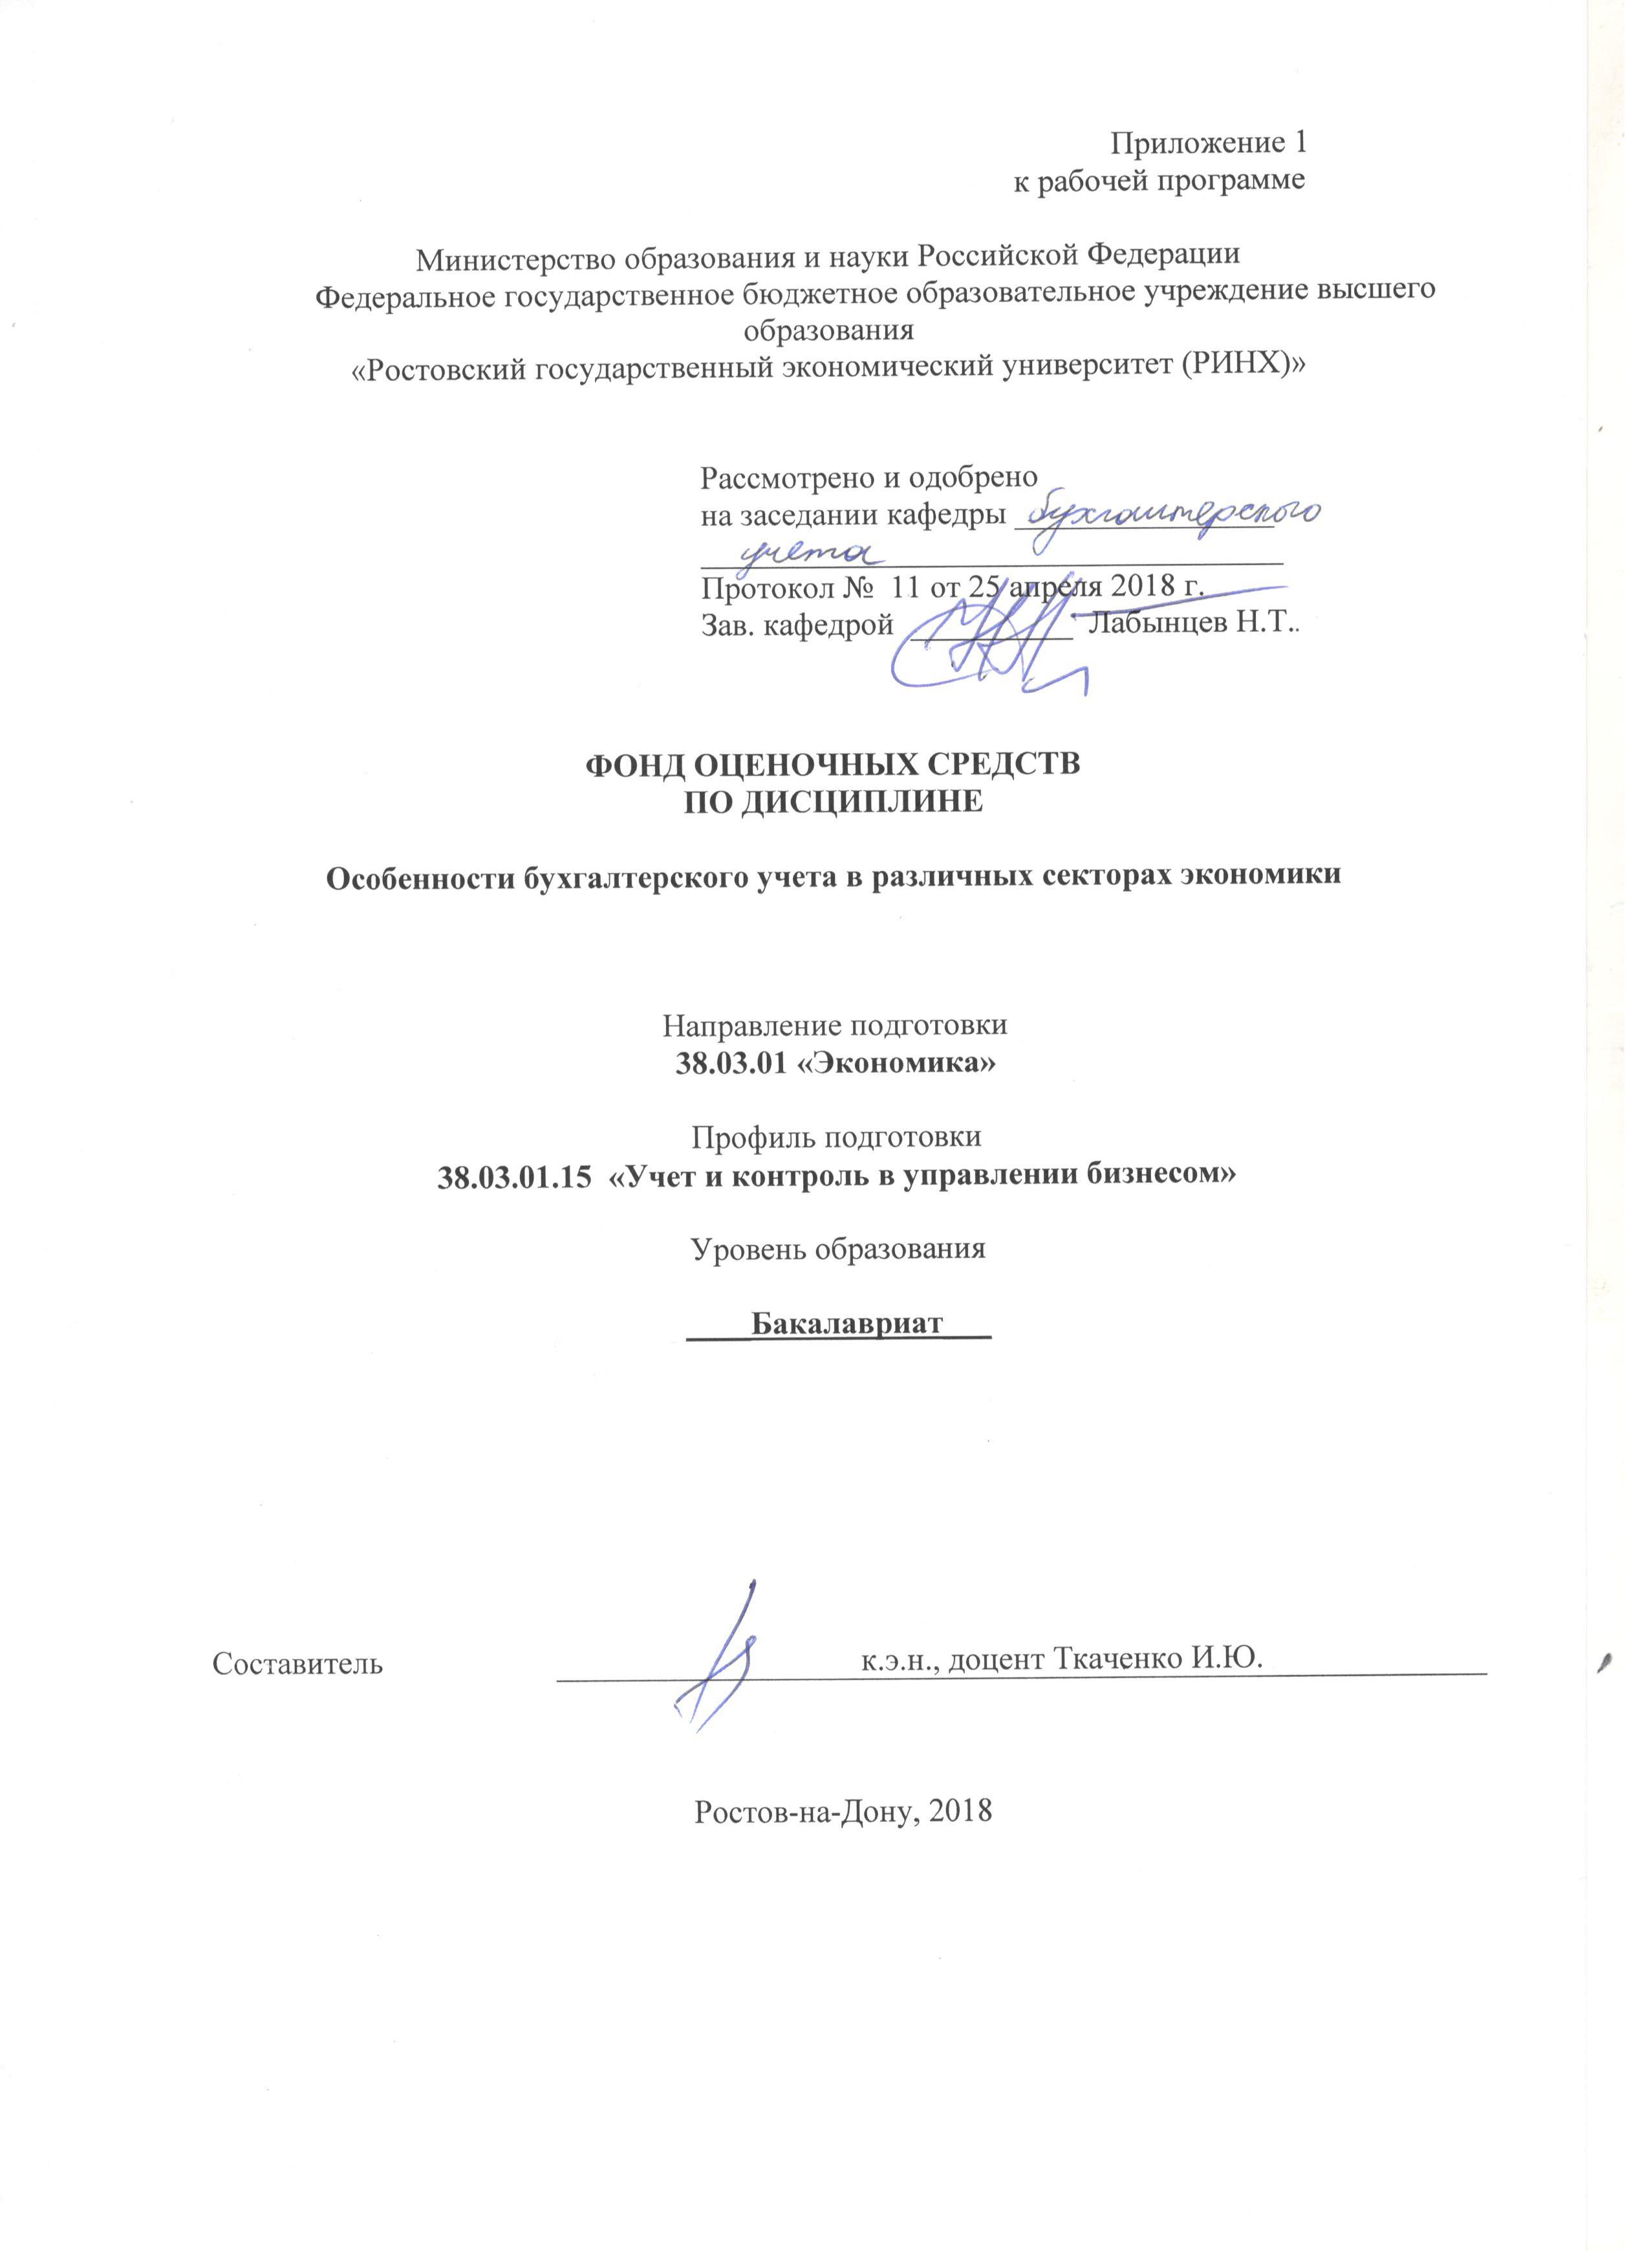 Приложение 1
к рабочей программе
Министерство образования и науки Российской Федерации
Федеральное государственное бюджетное образовательное учреждение высшего
образования
«Ростовский государственный экономический университет (РИНХ)»
Рассмотрено и одобрено
на заседании кафедры бухгалтерского
учета
Протокол № 11 от 25 апреля 2018 г.
Зав. кафедрой __________ Лабынцев Н.Т..
ФОНД ОЦЕНОЧНЫХ СРЕДСТВ
ПО ДИСЦИПЛИНЕ
Особенности бухгалтерского учета в различных секторах экономики
Направление подготовки
38.03.01 «Экономика»
Профиль подготовки
38.03.01.15 «Учет и контроль в управлении бизнесом»
Уровень образования
Бакалавриат
Составитель к.э.н., доцент Ткаченко И.Ю.
Ростов-на-Дону, 2018